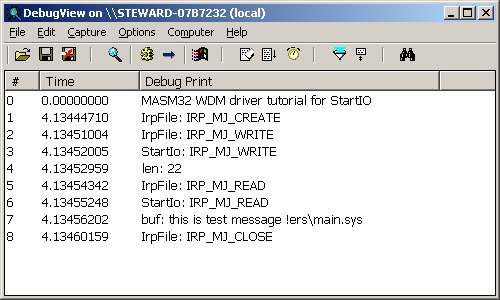 DebugView on \\STEWARD-07B7232 (local)
File Edit Capture Options Computer Help
# Time Debug Print
0 0.00000000 MASM32 WDM driver tutorial for StartIO
1 4.13444710 IrpFile: IRP_MJ_CREATE
2 4.13451004 IrpFile: IRP_MJ_WRITE
3 4.13452005 StartIo: IRP_MJ_WRITE
4 4.13452959 len: 22
5 4.13454342 IrpFile: IRP_MJ_READ
6 4.13455248 StartIo: IRP_MJ_READ
7 4.13456202 buf: this is test message !ers\main.sys
8 4.13460159 IrpFile: IRP_MJ_CLOSE